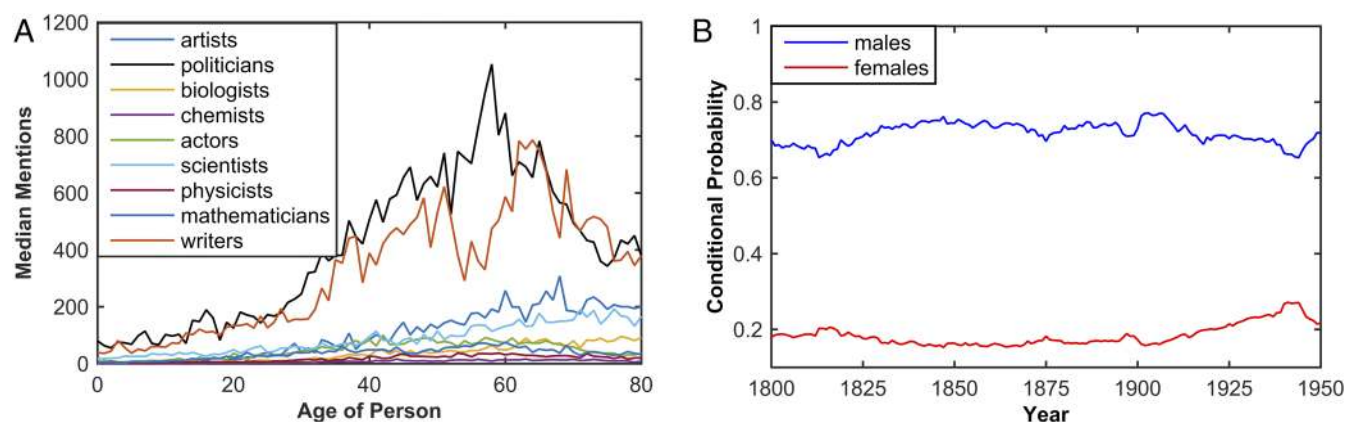 A
1200
1000
800
600
400
200
0
Median Mentions
artists
politicians
biologists
chemists
actors
scientists
physicists
mathematicians
writers
0 20 40 60 80
Age of Person
B
1
0.8
0.6
0.4
0.2
Conditional Probability
males
females
1800 1825 1850 1875 1900 1925 1950
Year